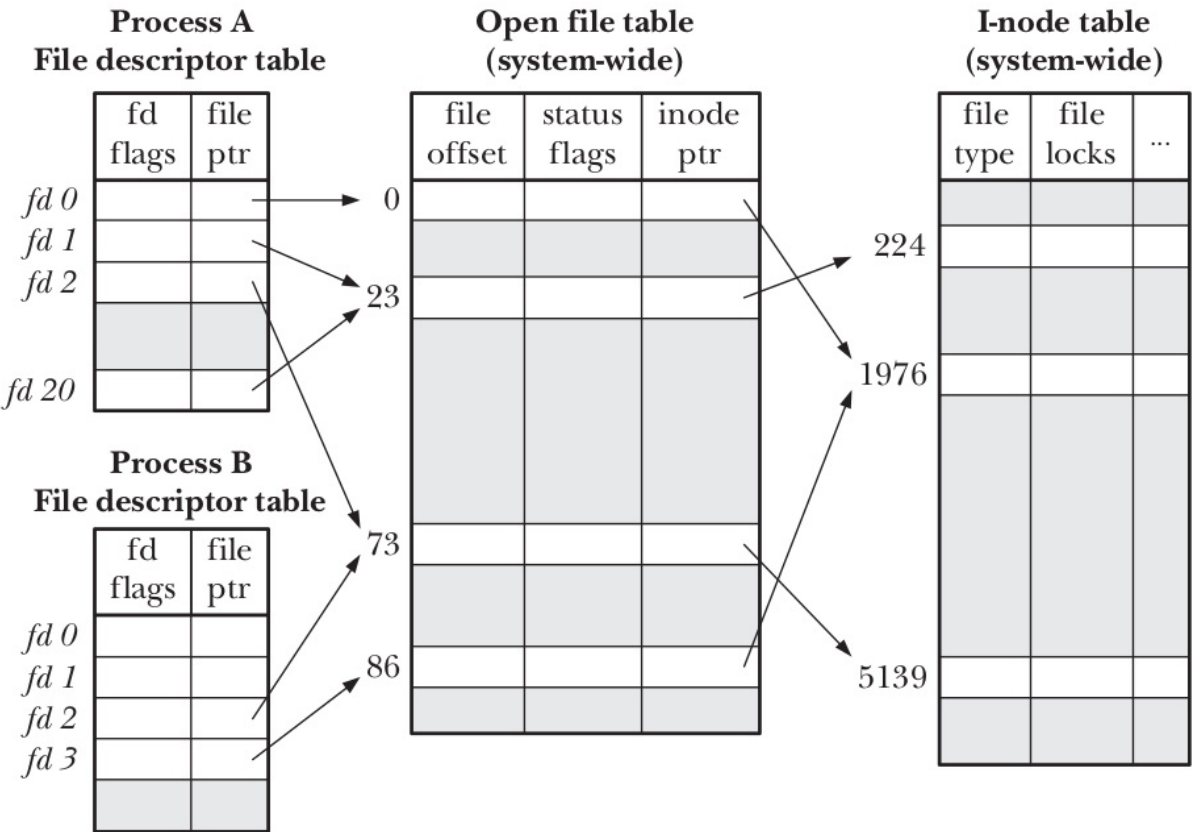 Process A
File descriptor table
fd
flags
file
ptr
fd 0
fd 1
fd 2
fd 20
Process B
File descriptor table
fd
flags
file
ptr
fd 0
fd 1
fd 2
fd 3
Open file table
(system-wide)
file
offset
status
flags
inode
ptr
0
23
73
86
I-node table
(system-wide)
file
type
file
locks
...
224
1976
5139